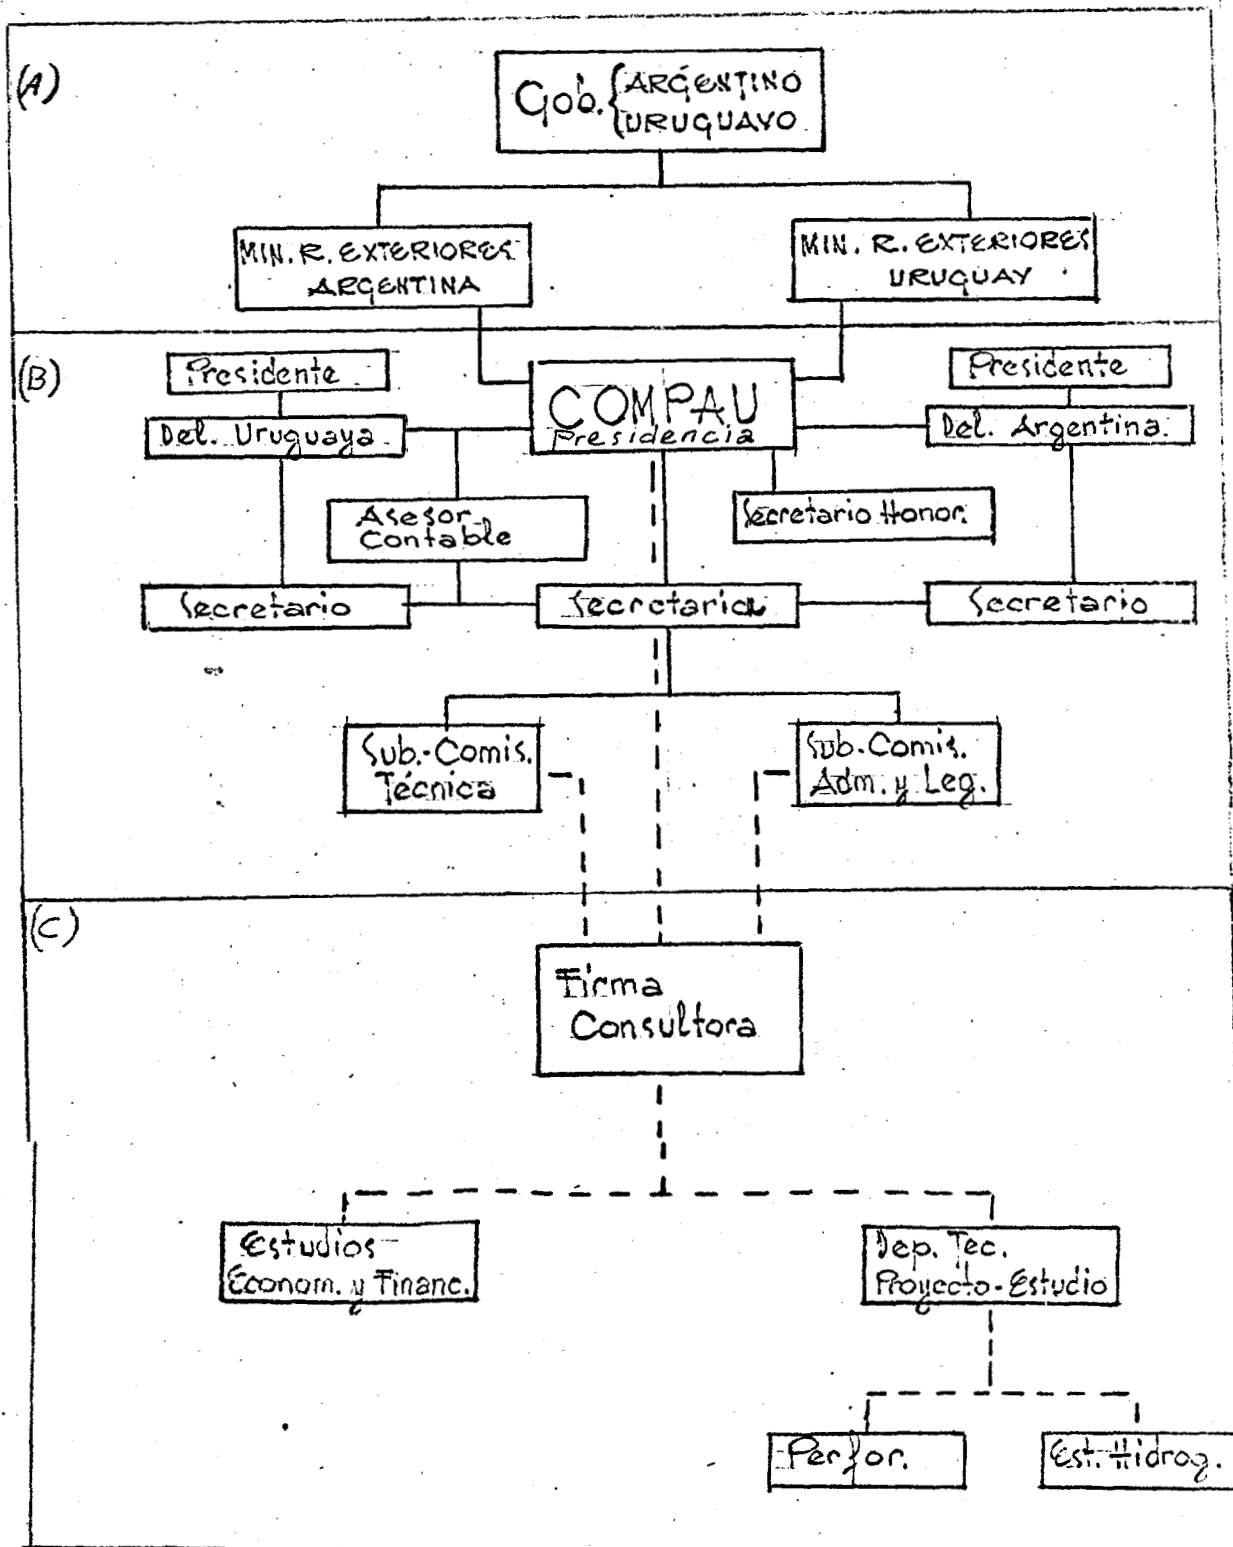 (A)
Gob. { ARGENTINO
URUGUAYO
MIN. R. EXTERIORES
ARGENTINA
MIN. R. EXTERIORES
URUGUAY
(B)
Presidente
Del. Uruguaya
COMPAU
Presidencia
Presidente
Del. Argentina.
Asesor
Contable
Secretario Honor.
Secretario
Secretaria
Secretario
Sub.-Comis.
Técnica
Sub.-Comis.
Adm. y Leg.
(C)
Firma
Consultora
Estudios
Econom. y Financ.
Dep. Tec.
Proyecto-Estudio
Perfor.
Est. Hidrog.